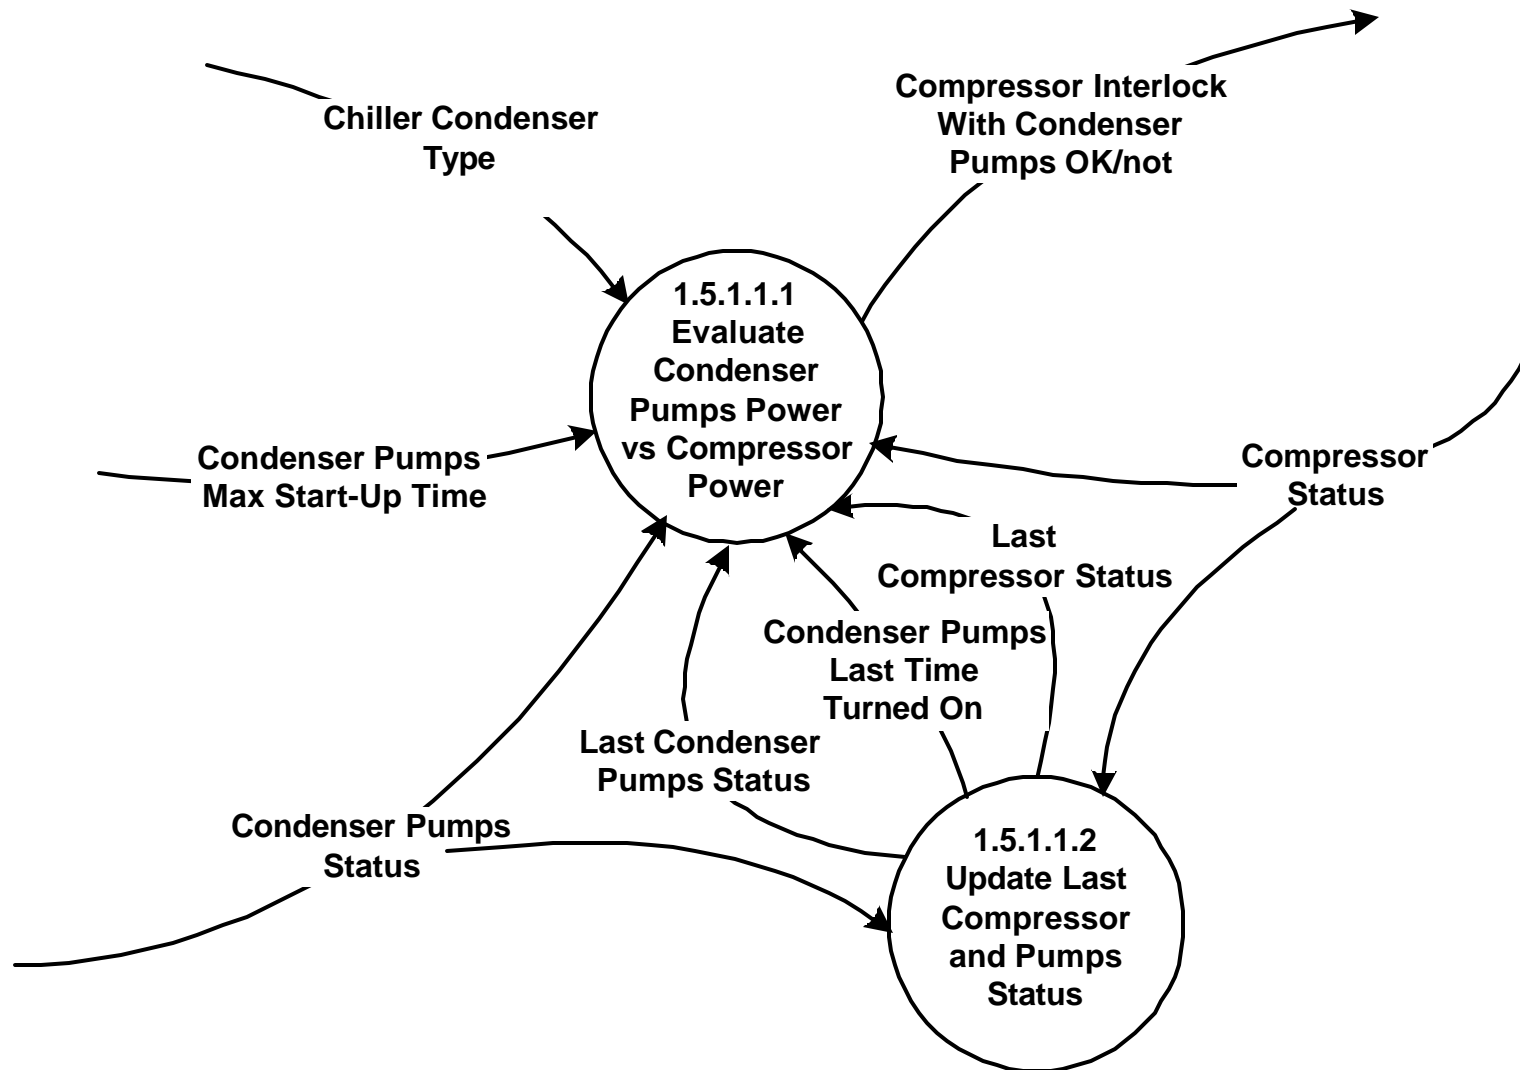 Chiller Condenser
Type
Compressor Interlock
With Condenser
Pumps OK/not
1.5.1.1.1
Evaluate
Condenser
Pumps Power
vs Compressor
Power
Condenser Pumps
Max Start-Up Time
Compressor
Status
Last
Compressor Status
Condenser Pumps
Last Time
Turned On
Last Condenser
Pumps Status
Condenser Pumps
Status
1.5.1.1.2
Update Last
Compressor
and Pumps
Status